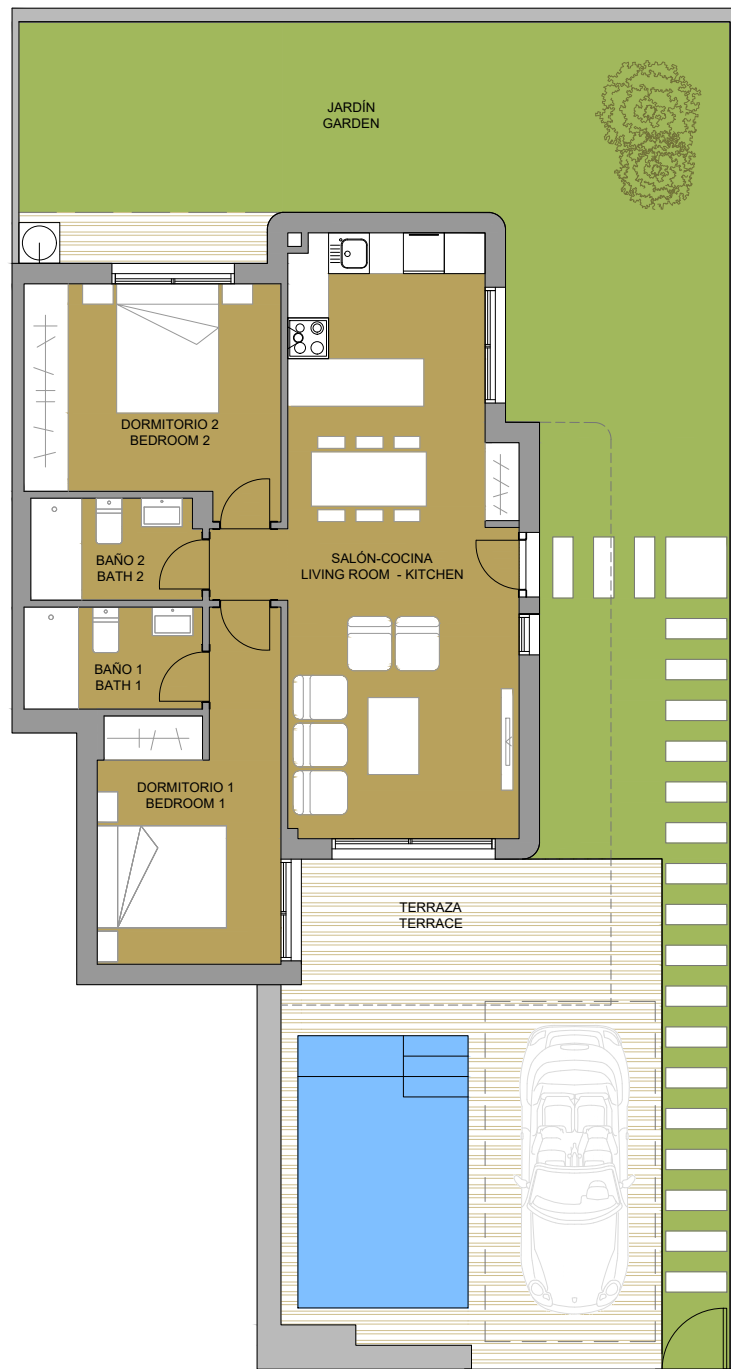 JARDÍN
GARDEN
DORMITORIO 2
BEDROOM 2
BAÑO 2
BATH 2
SALÓN-COCINA
LIVING ROOM - KITCHEN
BAÑO 1
BATH 1
DORMITORIO 1
BEDROOM 1
TERRAZA
TERRACE